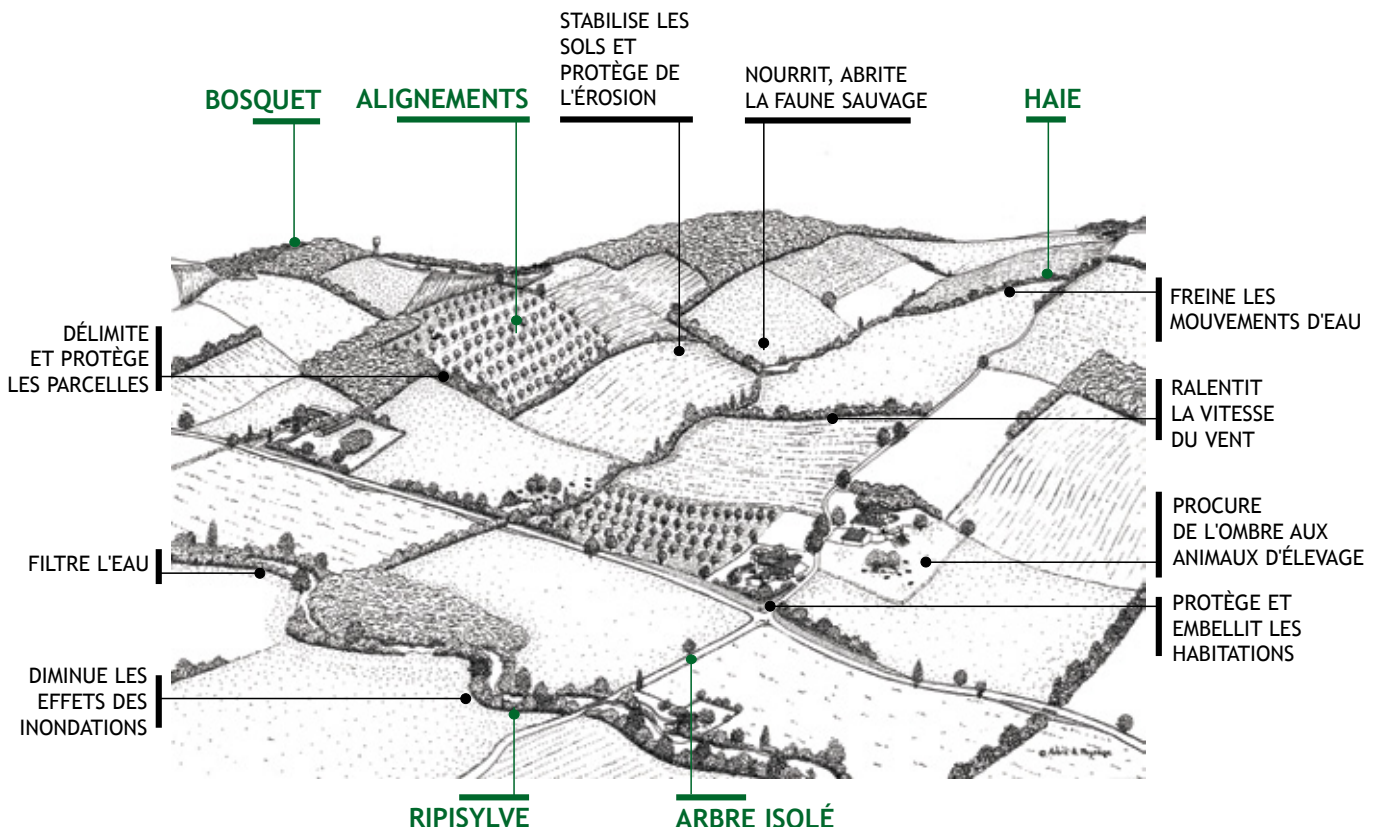 STABILISE LES
SOLS ET
PROTÈGE DE
L'ÉROSION
NOURRIT, ABRITE
LA FAUNE SAUVAGE
BOSQUET
ALIGNEMENTS
HAIE
DÉLIMITE
ET PROTÈGE
LES PARCELLES
FREINE LES
MOUVEMENTS D'EAU
RALENTIT
LA VITESSE
DU VENT
PROCURE
DE L'OMBRE AUX
ANIMAUX D'ÉLEVAGE
FILTRE L'EAU
PROTÈGE ET
EMBELLIT LES
HABITATIONS
DIMINUE LES
EFFETS DES
INONDATIONS
RIPISYLVE
ARBRE ISOLÉ